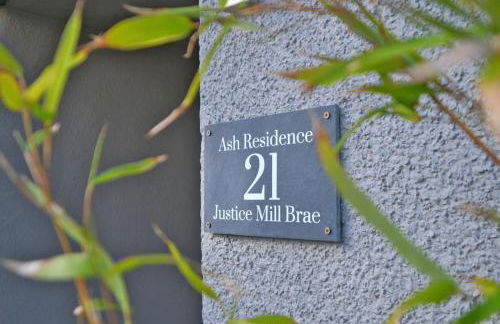 Ash Residence
21
Justice Mill Brae